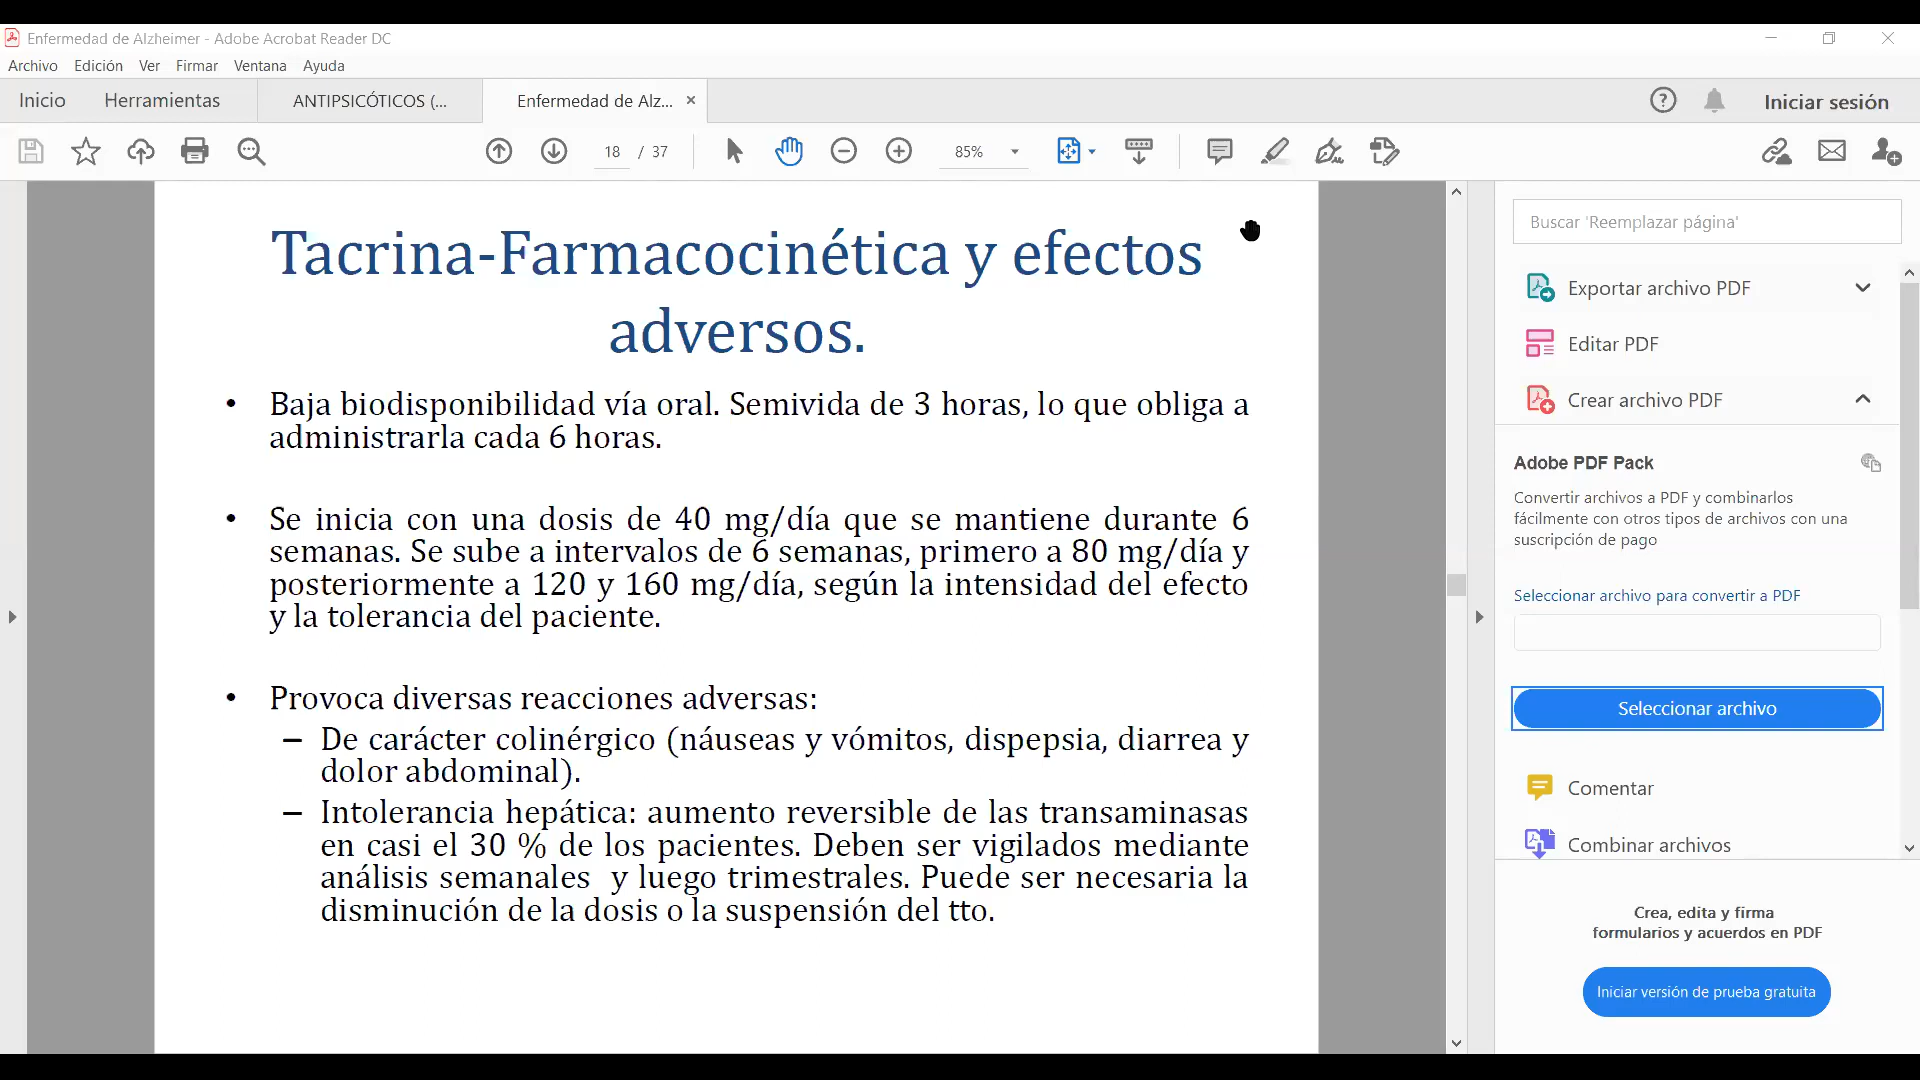 Enfermedad de Alzheimer - Adobe Acrobat Reader DC
Archivo Edición Ver Firmar Ventana Ayuda
Inicio Herramientas ANTIPSICÓTICOS (... Enfermedad de Alz... × ? Iniciar sesión
18 / 37 85%
Tacrina-Farmacocinética y efectos
adversos.
• Baja biodisponibilidad vía oral. Semivida de 3 horas, lo que obliga a
administrarla cada 6 horas.
• Se inicia con una dosis de 40 mg/día que se mantiene durante 6
semanas. Se sube a intervalos de 6 semanas, primero a 80 mg/día y
posteriormente a 120 y 160 mg/día, según la intensidad del efecto
y la tolerancia del paciente.
• Provoca diversas reacciones adversas:
– De carácter colinérgico (náuseas y vómitos, dispepsia, diarrea y
dolor abdominal).
– Intolerancia hepática: aumento reversible de las transaminasas
en casi el 30 % de los pacientes. Deben ser vigilados mediante
análisis semanales y luego trimestrales. Puede ser necesaria la
disminución de la dosis o la suspensión del tto.
Buscar 'Reemplazar página'
Exportar archivo PDF
Editar PDF
Crear archivo PDF
Adobe PDF Pack
Convertir archivos a PDF y combinarlos
fácilmente con otros tipos de archivos con una
suscripción de pago
Seleccionar archivo para convertir a PDF
Seleccionar archivo
Comentar
Combinar archivos
Crea, edita y firma
formularios y acuerdos en PDF
Iniciar versión de prueba gratuita